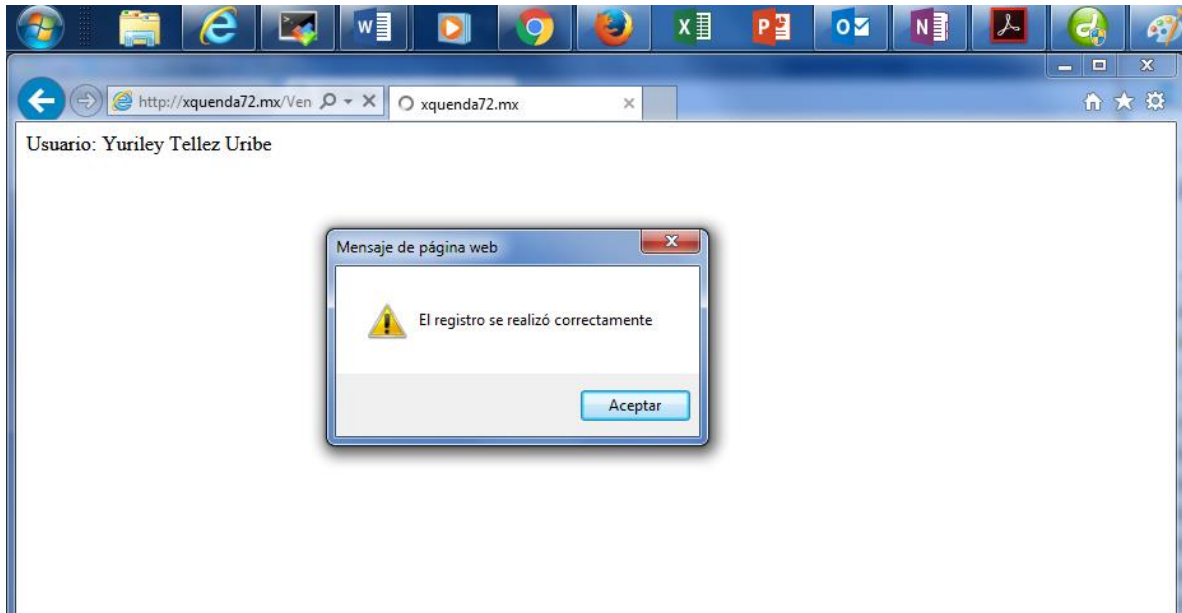 http://xquenda72.mx/Ven
xquenda72.mx
Usuario: Yuriley Tellez Uribe
Mensaje de página web
El registro se realizó correctamente
Aceptar